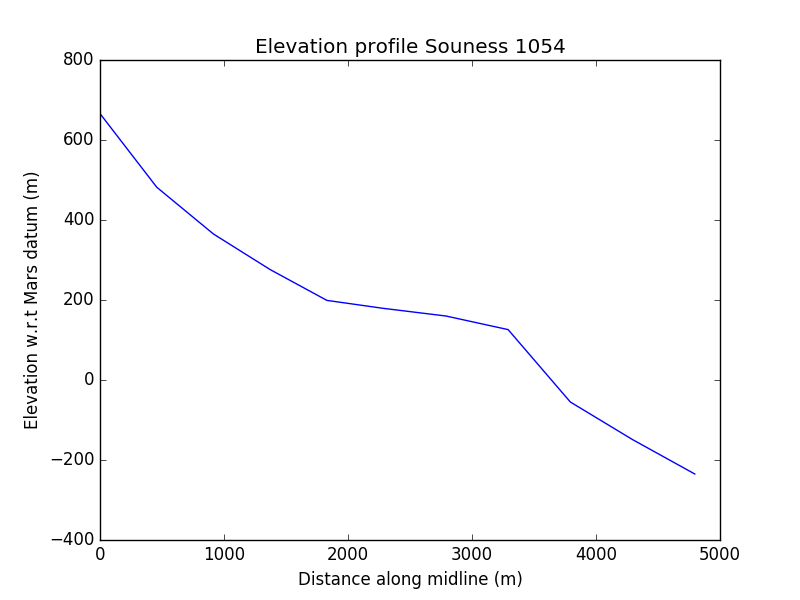 Elevation profile Souness 1054
800
600
400
200
0
−200
−400
Elevation w.r.t Mars datum (m)
0 1000 2000 3000 4000 5000
Distance along midline (m)